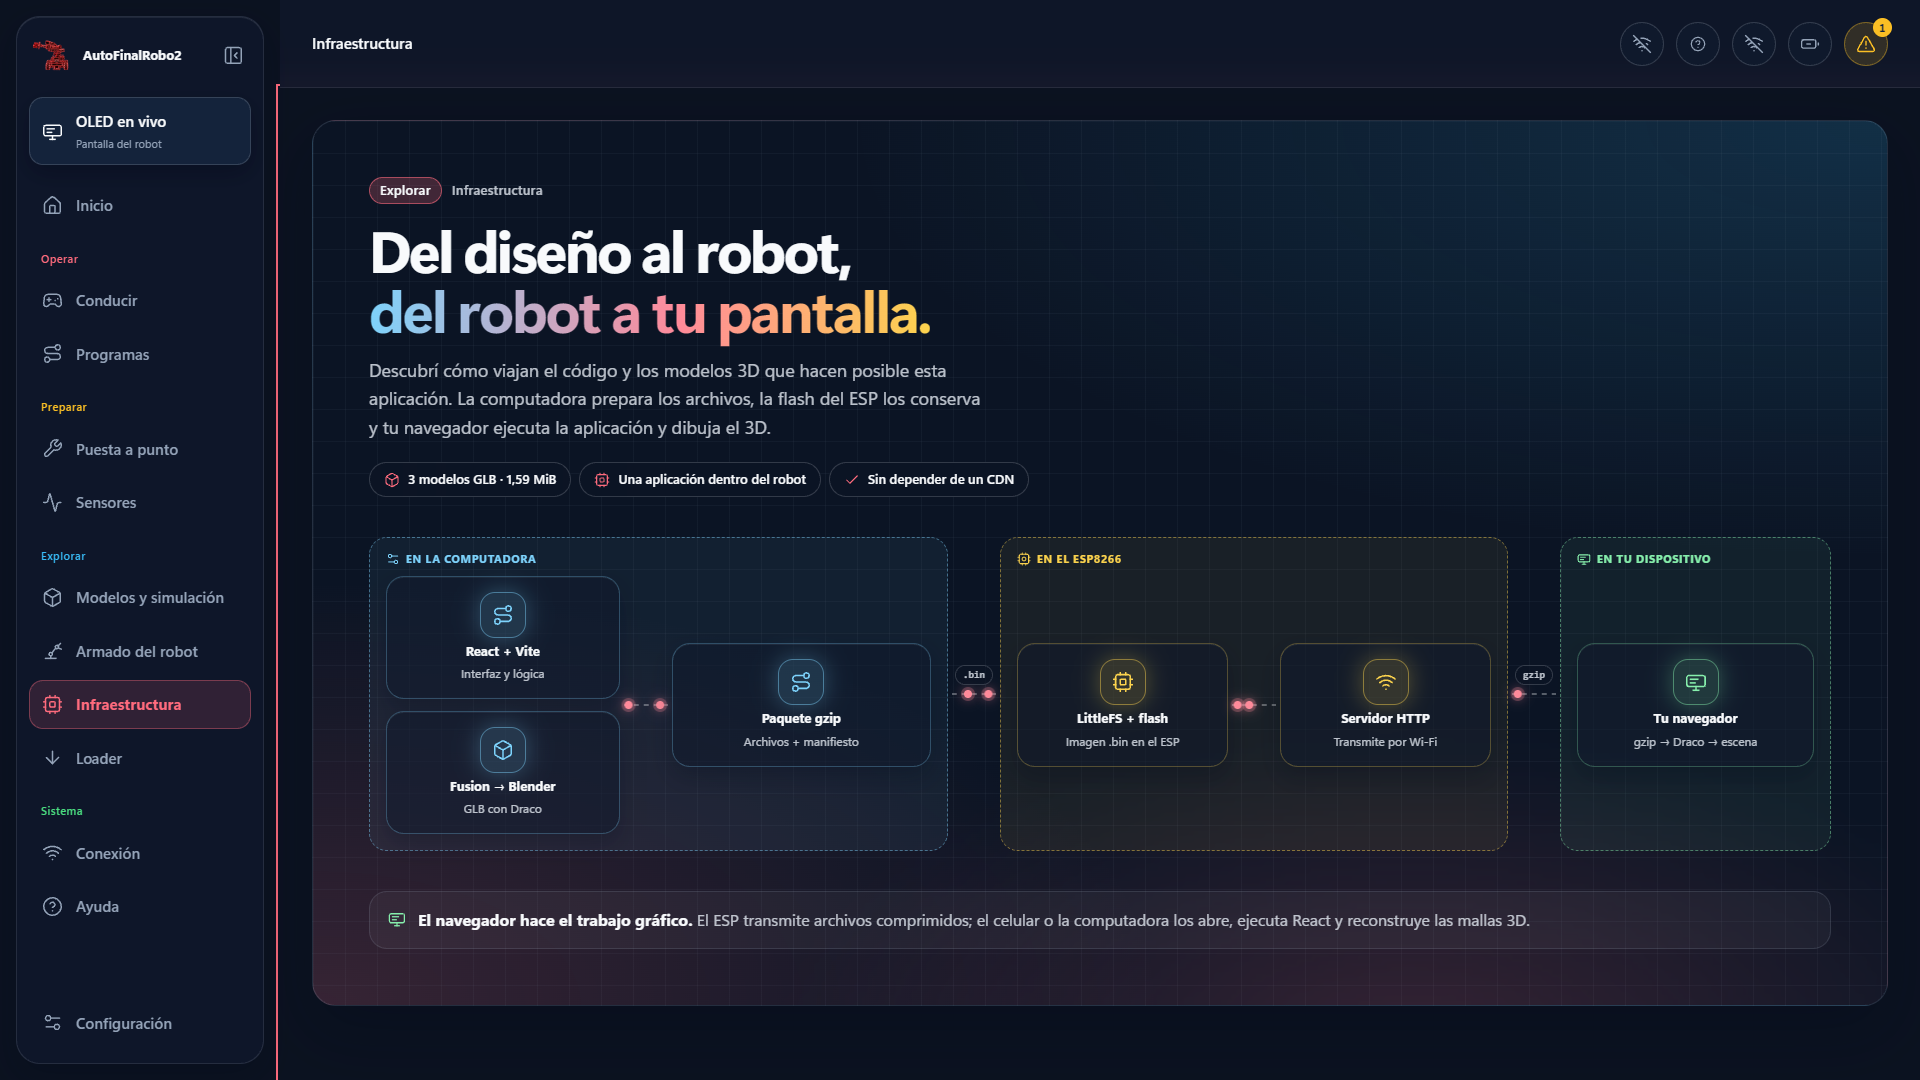 AutoFinalRobo2
OLED en vivo
Pantalla del robot
Inicio
Operar
Conducir
Programas
Preparar
Puesta a punto
Sensores
Explorar
Modelos y simulación
Armado del robot
Infraestructura
Loader
Sistema
Conexión
Ayuda
Configuración
Infraestructura
1
Explorar Infraestructura
Del diseño al robot,
del robot a tu pantalla.
Descubrí cómo viajan el código y los modelos 3D que hacen posible esta
aplicación. La computadora prepara los archivos, la flash del ESP los conserva
y tu navegador ejecuta la aplicación y dibuja el 3D.
3 modelos GLB · 1,59 MiB
Una aplicación dentro del robot
Sin depender de un CDN
EN LA COMPUTADORA
React + Vite
Interfaz y lógica
Fusion → Blender
GLB con Draco
Paquete gzip
Archivos + manifiesto
.bin
EN EL ESP8266
LittleFS + flash
Imagen .bin en el ESP
Servidor HTTP
Transmite por Wi-Fi
gzip
EN TU DISPOSITIVO
Tu navegador
gzip → Draco → escena
El navegador hace el trabajo gráfico. El ESP transmite archivos comprimidos; el celular o la computadora los abre, ejecuta React y reconstruye las mallas 3D.